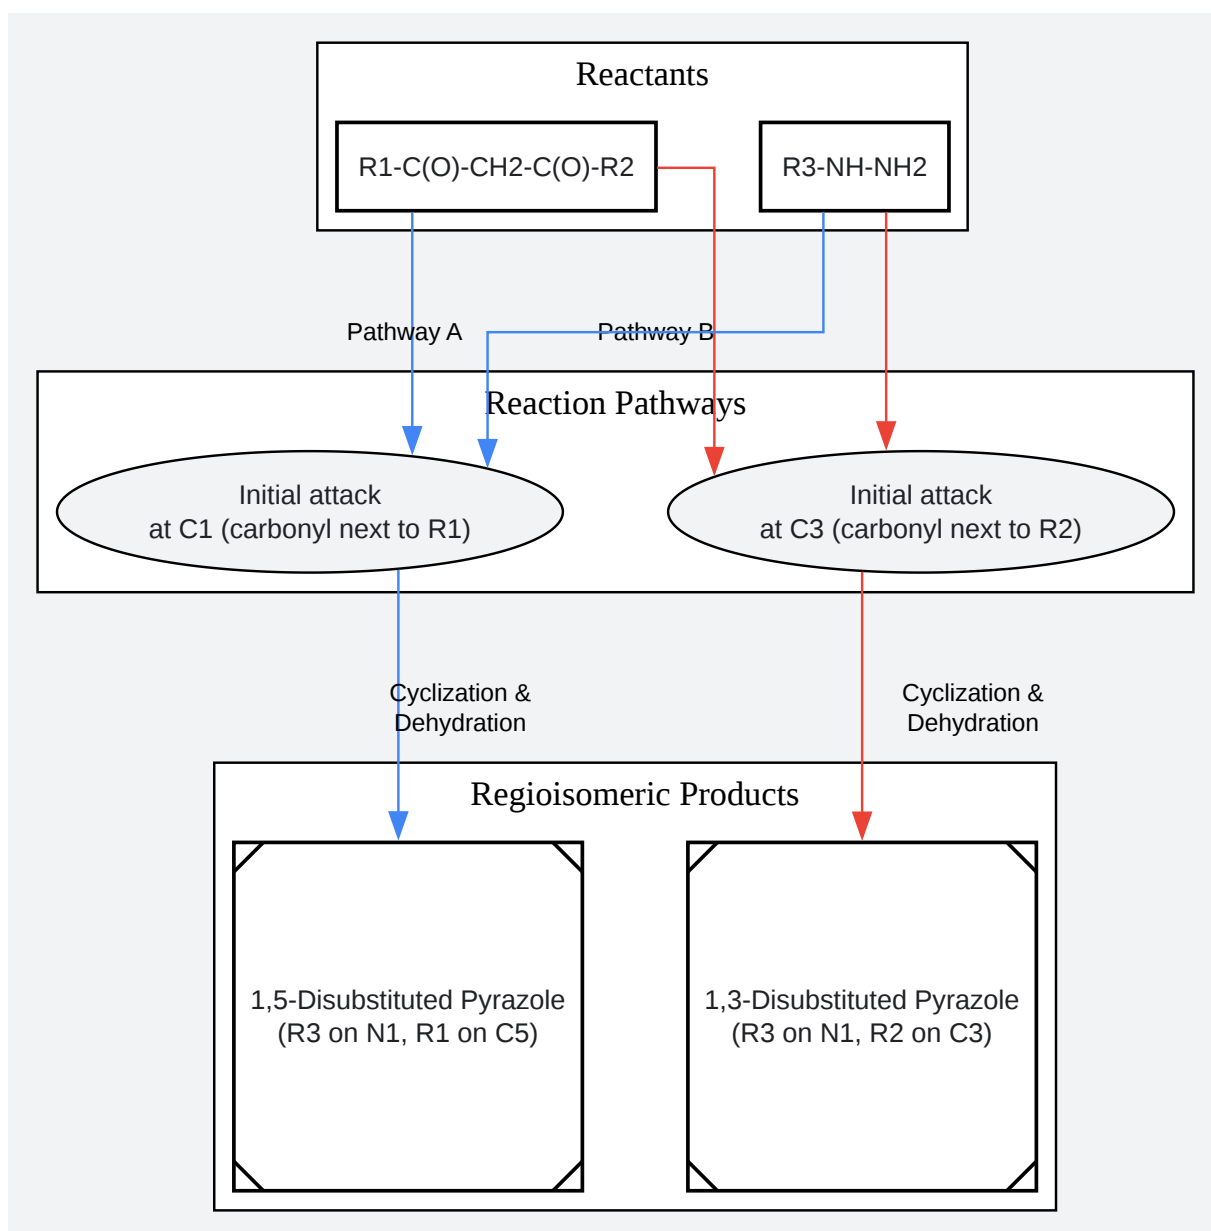 Reactants
R1-C(O)-CH2-C(O)-R2
R3-NH-NH2
Pathway A
Pathway B
Reaction Pathways
Initial attack
at C1 (carbonyl next to R1)
Initial attack
at C3 (carbonyl next to R2)
Cyclization &
Dehydration
Cyclization &
Dehydration
Regioisomeric Products
1,5-Disubstituted Pyrazole
(R3 on N1, R1 on C5)
1,3-Disubstituted Pyrazole
(R3 on N1, R2 on C3)